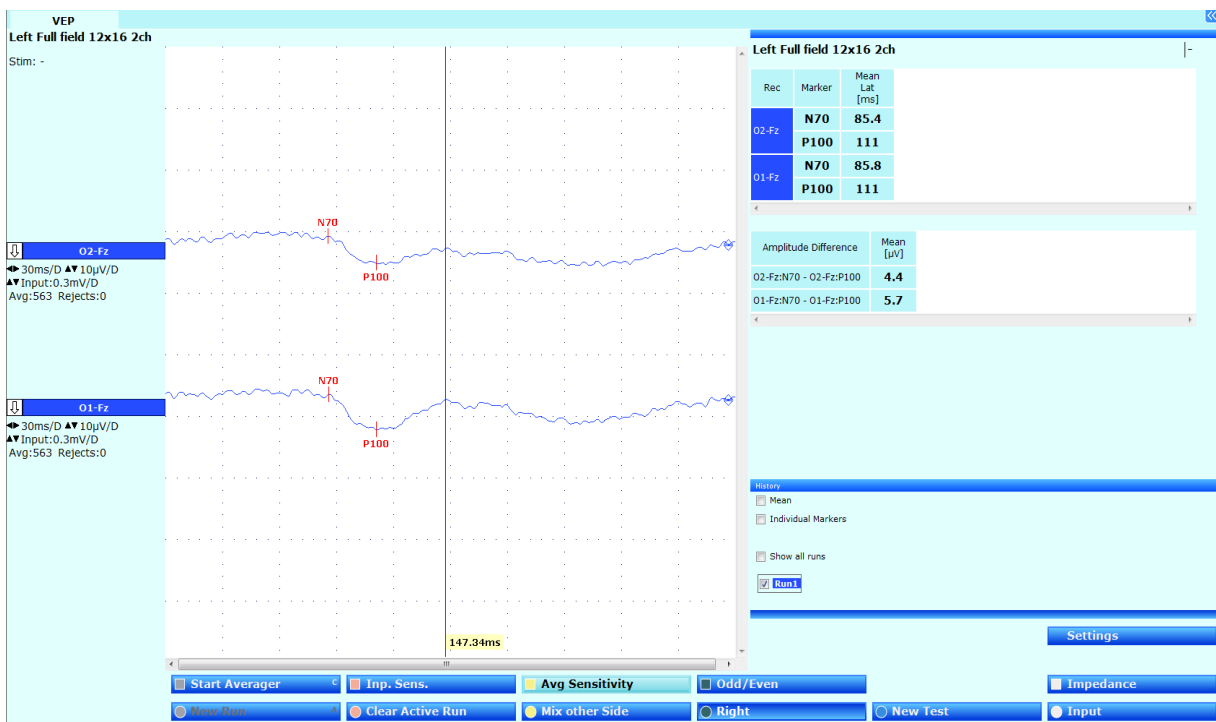 VEP
Left Full field 12x16 2ch
Stim: -
O2-Fz
30ms/D 10µV/D
Input:0.3mV/D
Avg:563 Rejects:0
O1-Fz
30ms/D 10µV/D
Input:0.3mV/D
Avg:563 Rejects:0
N70
P100
N70
P100
147.34ms
Left Full field 12x16 2ch
-
Rec Marker Mean Lat [ms]
O2-Fz N70 85.4
P100 111
O1-Fz N70 85.8
P100 111
Amplitude Difference Mean [µV]
O2-Fz:N70 - O2-Fz:P100 4.4
O1-Fz:N70 - O1-Fz:P100 5.7
History
Mean
Individual Markers
Show all runs
Run1
Settings
Start Averager C Inp. Sens. Avg Sensitivity Odd/Even Impedance
New Run Clear Active Run Mix other Side Right New Test Input